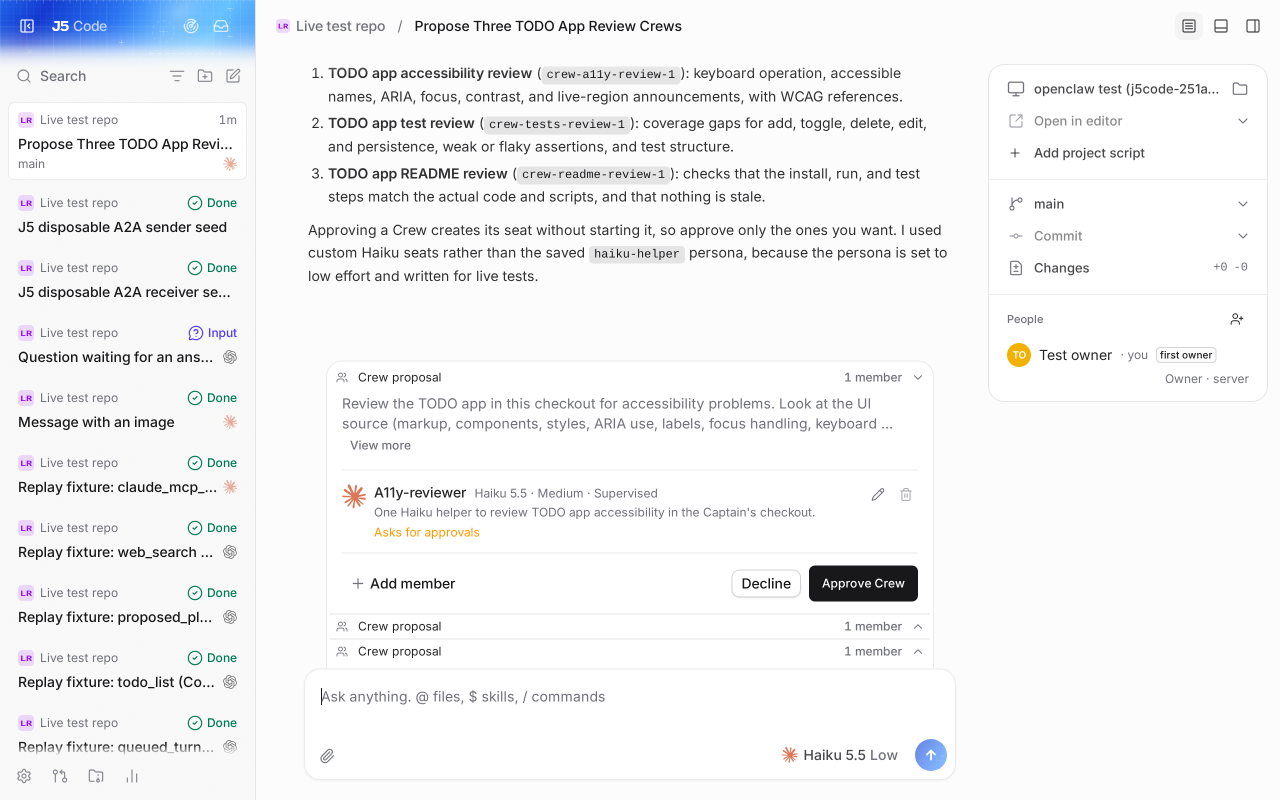 J5 Code
Search
LR Live test repo 1m
Propose Three TODO App Revi...
main
LR Live test repo Done
J5 disposable A2A sender seed
LR Live test repo Done
J5 disposable A2A receiver se...
LR Live test repo Input
Question waiting for an ans...
LR Live test repo Done
Message with an image
LR Live test repo Done
Replay fixture: claude_mcp_...
LR Live test repo Done
Replay fixture: web_search ...
LR Live test repo Done
Replay fixture: proposed_pl...
LR Live test repo Done
Replay fixture: todo_list (Co...
LR Live test repo Done
Replay fixture: queued_turn...
LR Live test repo / Propose Three TODO App Review Crews
1. TODO app accessibility review ( crew-a11y-review-1 ): keyboard operation, accessible
names, ARIA, focus, contrast, and live-region announcements, with WCAG references.
2. TODO app test review ( crew-tests-review-1 ): coverage gaps for add, toggle, delete, edit,
and persistence, weak or flaky assertions, and test structure.
3. TODO app README review ( crew-readme-review-1 ): checks that the install, run, and test
steps match the actual code and scripts, and that nothing is stale.
Approving a Crew creates its seat without starting it, so approve only the ones you want. I used
custom Haiku seats rather than the saved haiku-helper persona, because the persona is set to
low effort and written for live tests.
Crew proposal 1 member
Review the TODO app in this checkout for accessibility problems. Look at the UI
source (markup, components, styles, ARIA use, labels, focus handling, keyboard ...
View more
A11y-reviewer Haiku 5.5 · Medium · Supervised
One Haiku helper to review TODO app accessibility in the Captain's checkout.
Asks for approvals
+ Add member Decline Approve Crew
Crew proposal 1 member
Crew proposal 1 member
Ask anything. @ files, $ skills, / commands
Haiku 5.5 Low
openclaw test (j5code-251a...
Open in editor
+ Add project script
main
Commit
Changes +0 -0
People
TO Test owner · you first owner
Owner · server